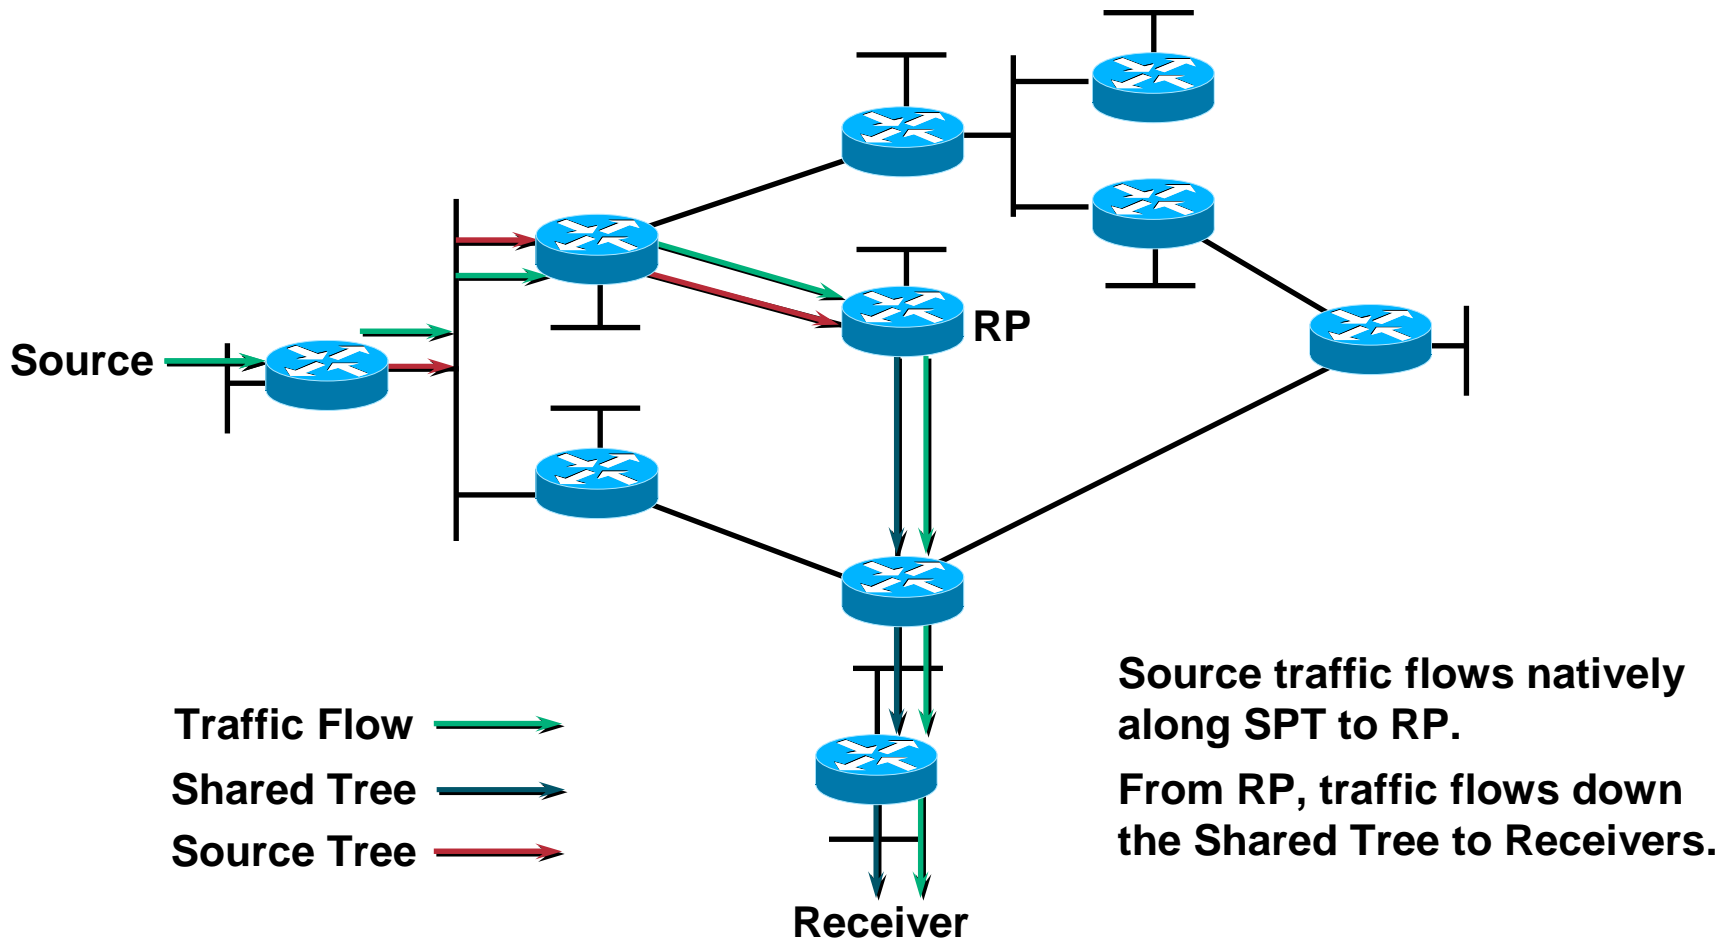 Source
RP
Traffic Flow
Shared Tree
Source Tree
Receiver
Source traffic flows natively
along SPT to RP.
From RP, traffic flows down
the Shared Tree to Receivers.